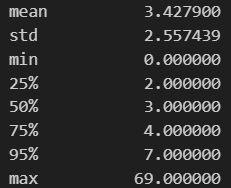 mean 3.427900
std 2.557439
min 0.000000
25% 2.000000
50% 3.000000
75% 4.000000
95% 7.000000
max 69.000000